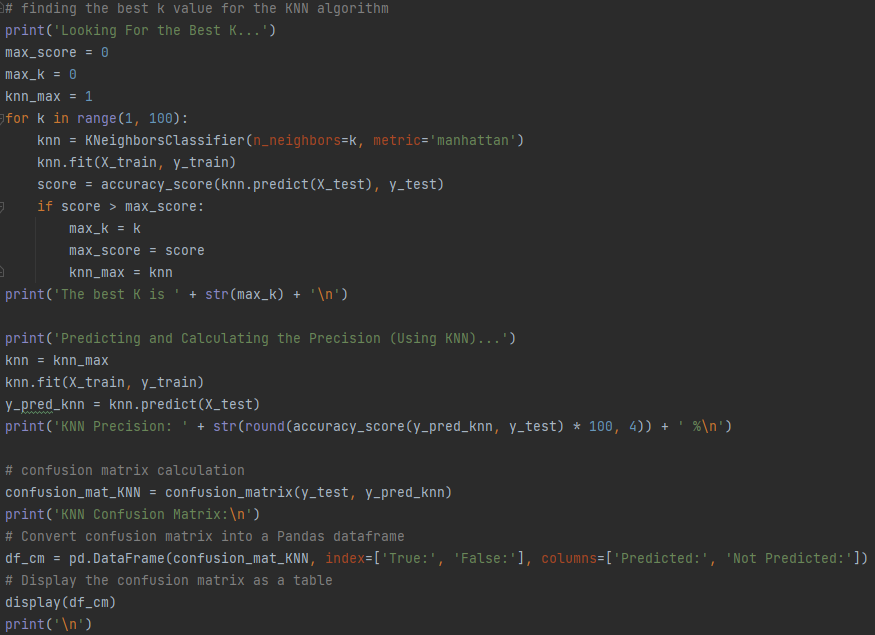 # finding the best k value for the KNN algorithm
print('Looking For the Best K...')
max_score = 0
max_k = 0
knn_max = 1
for k in range(1, 100):
    knn = KNeighborsClassifier(n_neighbors=k, metric='manhattan')
    knn.fit(X_train, y_train)
    score = accuracy_score(knn.predict(X_test), y_test)
    if score > max_score:
        max_k = k
        max_score = score
        knn_max = knn
print('The best K is ' + str(max_k) + '\n')

print('Predicting and Calculating the Precision (Using KNN)...')
knn = knn_max
knn.fit(X_train, y_train)
y_pred_knn = knn.predict(X_test)
print('KNN Precision: ' + str(round(accuracy_score(y_pred_knn, y_test) * 100, 4)) + ' %\n')

# confusion matrix calculation
confusion_mat_KNN = confusion_matrix(y_test, y_pred_knn)
print('KNN Confusion Matrix:\n')
# Convert confusion matrix into a Pandas dataframe
df_cm = pd.DataFrame(confusion_mat_KNN, index=['True:', 'False:'], columns=['Predicted:', 'Not Predicted:'])
# Display the confusion matrix as a table
display(df_cm)
print('\n')